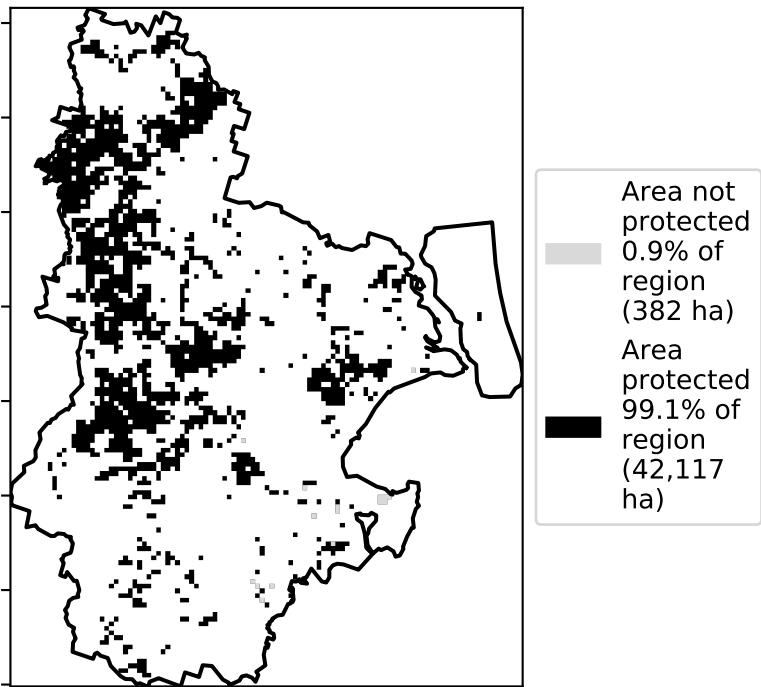 Area not
protected
0.9% of
region
(382 ha)
Area
protected
99.1% of
region
(42,117
ha)